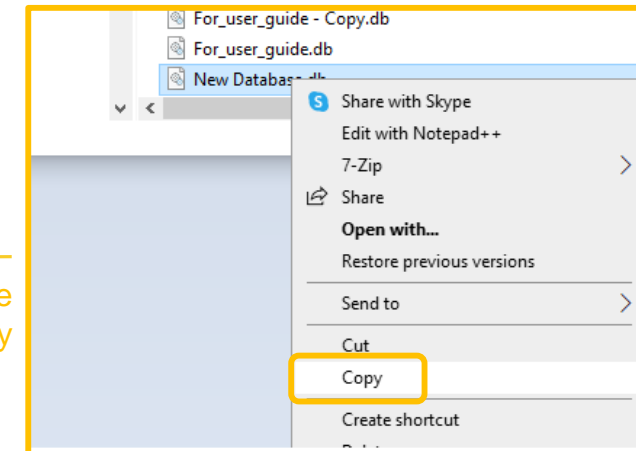 For_user_guide - Copy.db
For_user_guide.db
New Database.db
Share with Skype
Edit with Notepad++
7-Zip
Share
Open with...
Restore previous versions
Send to
Cut
Copy
Create shortcut